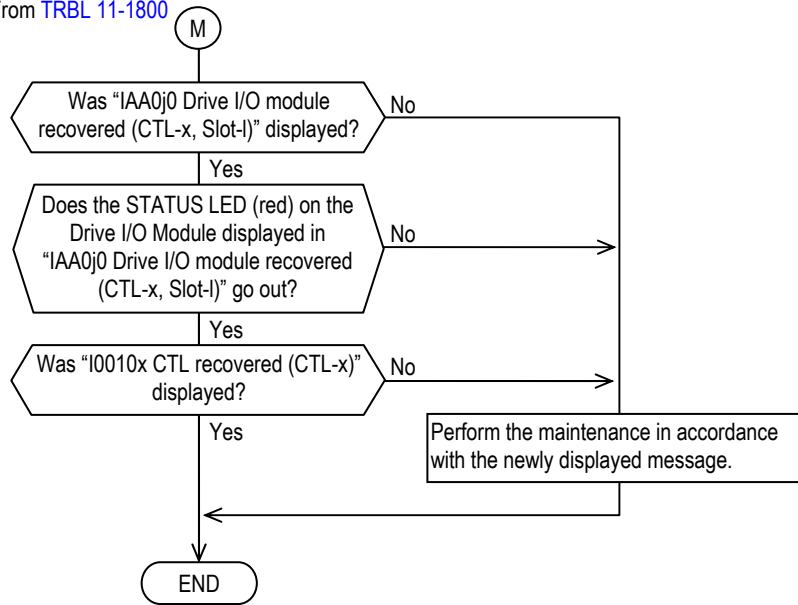 from TRBL 11-1800
M
Was “IAA0j0 Drive I/O module
recovered (CTL-x, Slot-l)” displayed?
No
Yes
Does the STATUS LED (red) on the
Drive I/O Module displayed in
“IAA0j0 Drive I/O module recovered
(CTL-x, Slot-l)” go out?
No
Yes
Was “I0010x CTL recovered (CTL-x)”
displayed?
No
Yes
Perform the maintenance in accordance
with the newly displayed message.
END